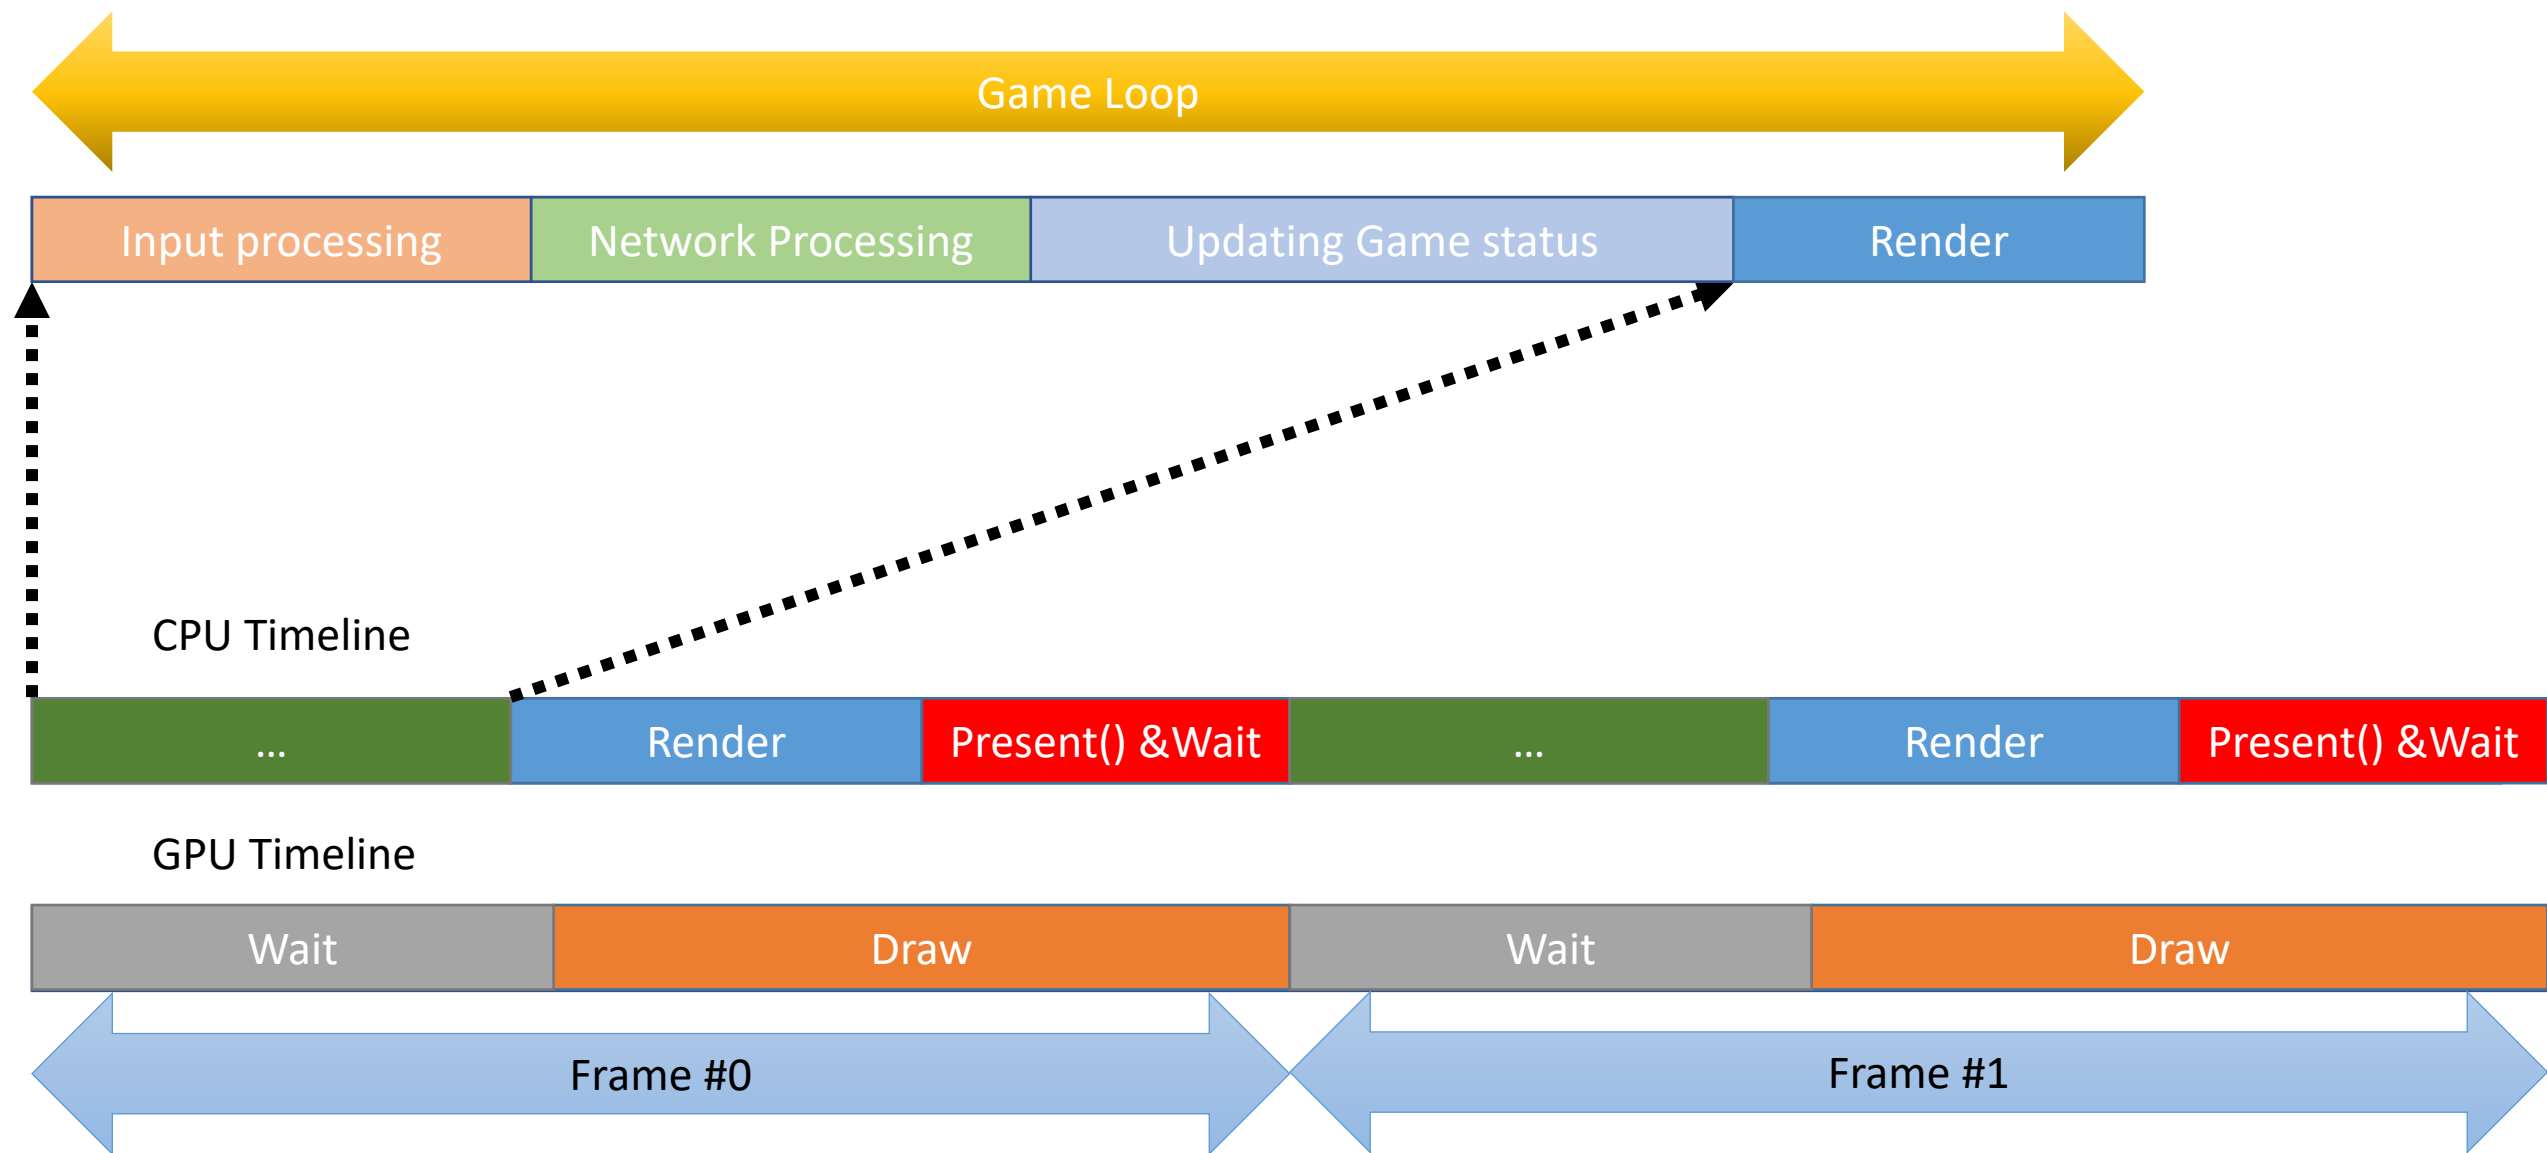 Game Loop
Input processing
Network Processing
Updating Game status
Render
CPU Timeline
...
Render
Present() &Wait
...
Render
Present() &Wait
GPU Timeline
Wait
Draw
Wait
Draw
Frame #0
Frame #1